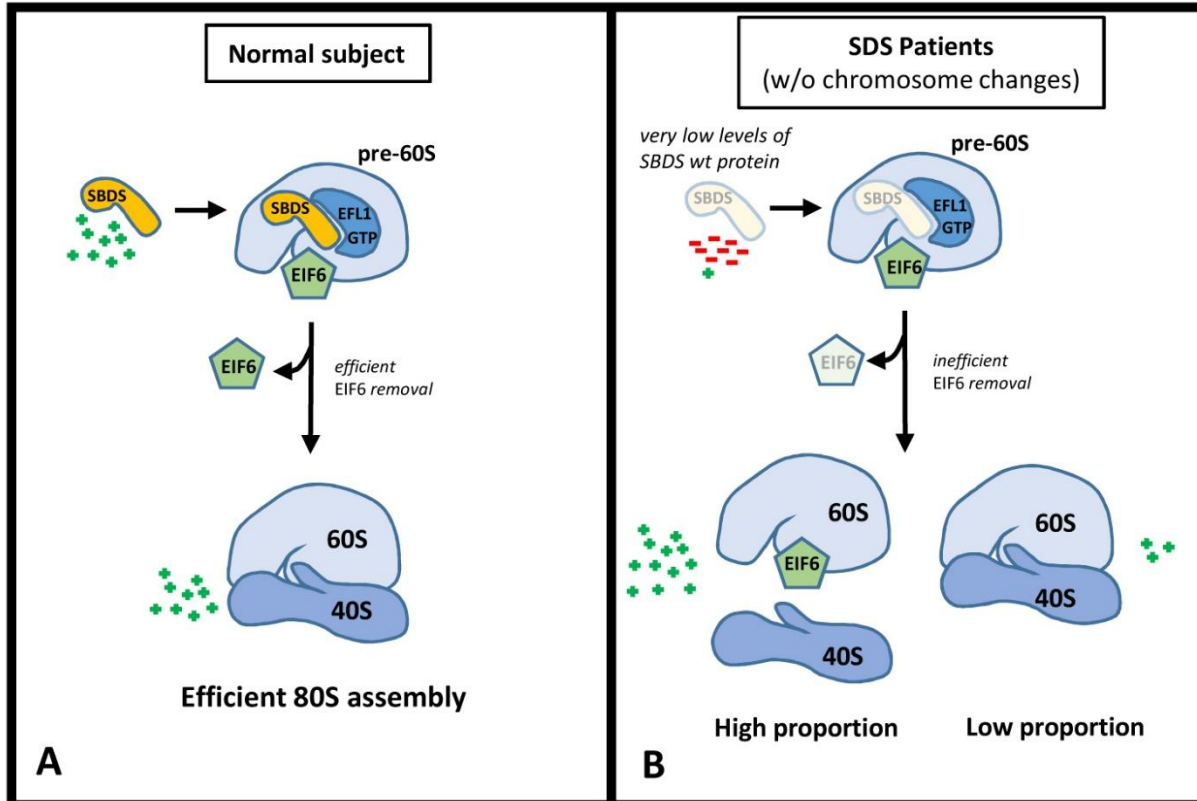 Normal subject
pre-60S
SBDS
SBDS
EFL1
GTP
EIF6
EIF6
efficient
EIF6 removal
60S
40S
Efficient 80S assembly
A
SDS Patients
(w/o chromosome changes)
very low levels of
SBDS wt protein
pre-60S
SBDS
SBDS
EFL1
GTP
EIF6
EIF6
inefficient
EIF6 removal
60S
EIF6
40S
60S
40S
High proportion
Low proportion
B